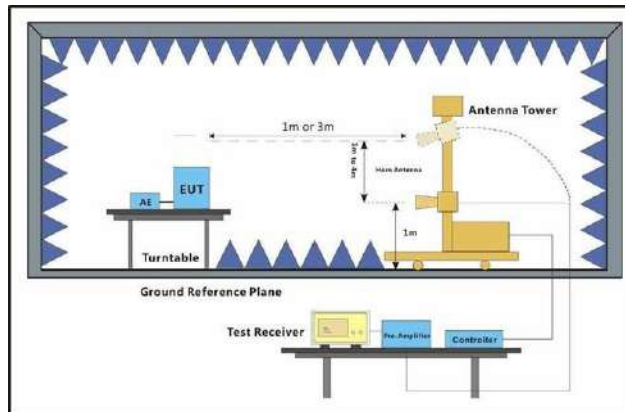 Antenna Tower
1m or 3m
1m to 4m
Horn Antenna
EUT
AE
1m
Turntable
Ground Reference Plane
Test Receiver
Pre-Amplifier
Controller